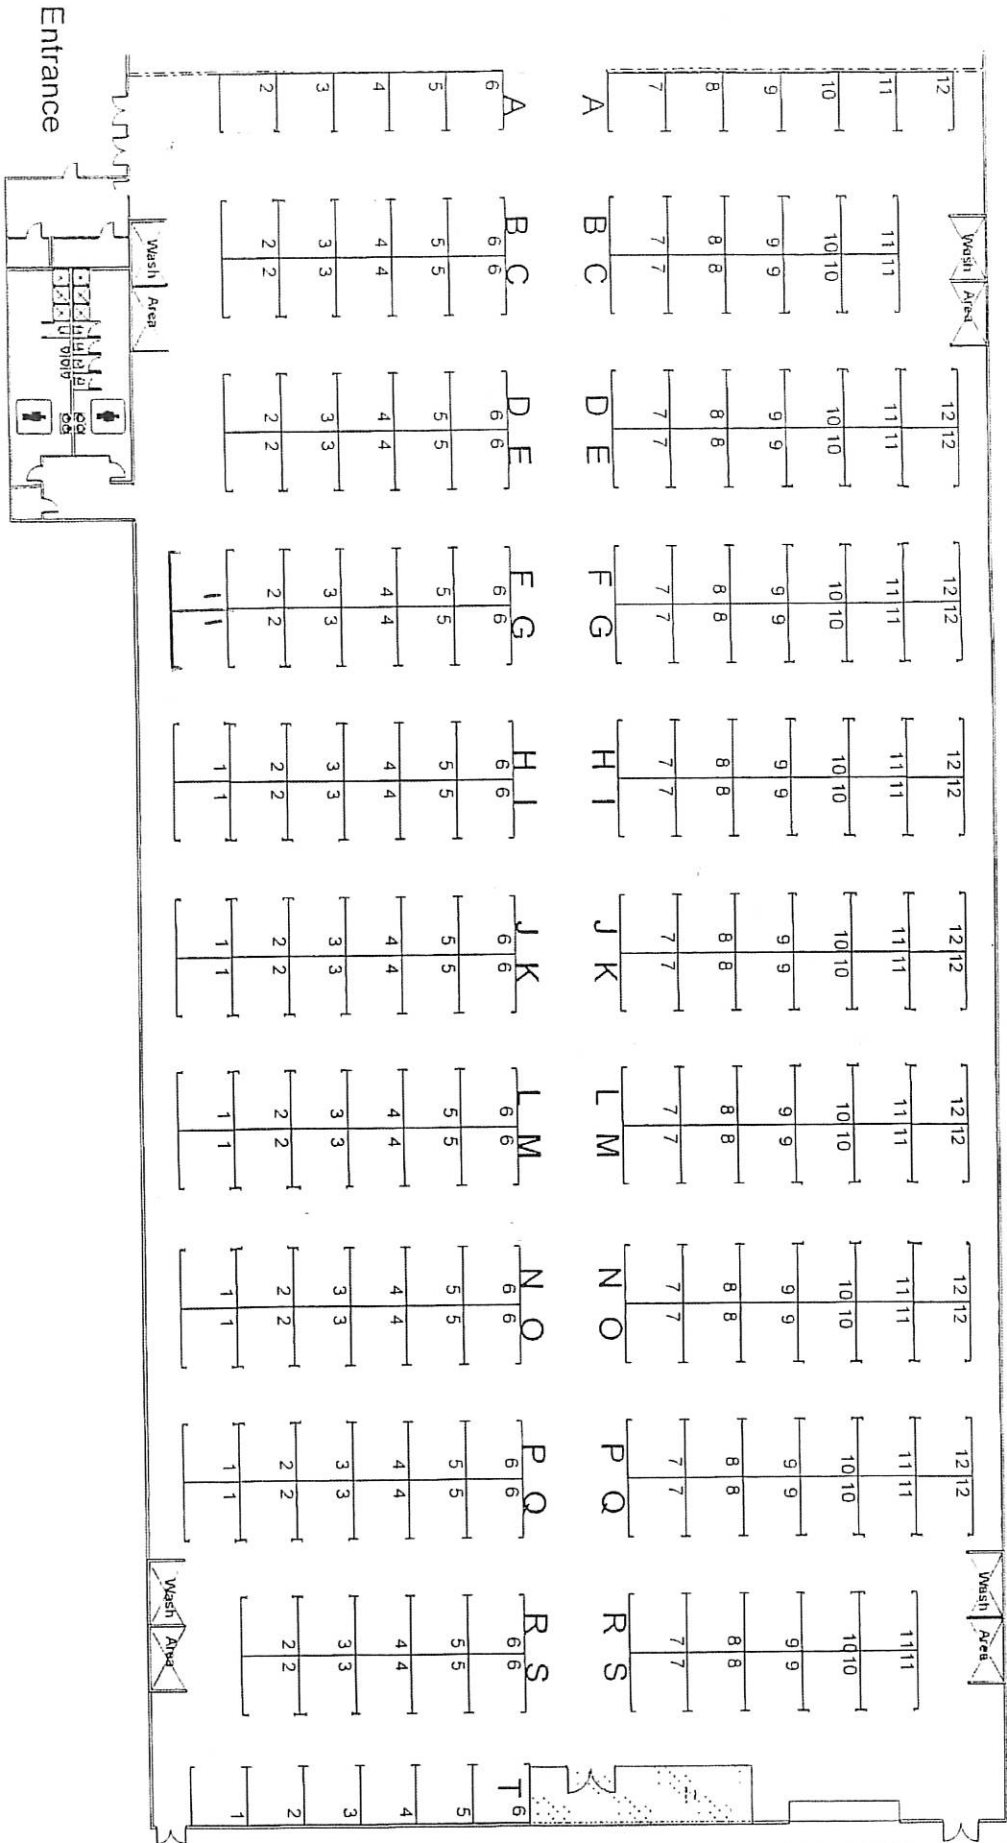 Wash Area Wash Area
12 12 12 12 12 12 12 12 12 12 12 12 12 12 12
11 11 11 11 11 11 11 11 11 11 11 11 11 11 11 11 11 11 11
10 10 10 10 10 10 10 10 10 10 10 10 10 10 10 10 10 10 10
9 9 9 9 9 9 9 9 9 9 9 9 9 9 9 9 9 9 9
8 8 8 8 8 8 8 8 8 8 8 8 8 8 8 8 8 8 8
7 7 7 7 7 7 7 7 7 7 7 7 7 7 7 7 7 7 7
A B C D E F G H I J K L M N O P Q R S
A B C D E F G H I J K L M N O P Q R S T
6 6 6 6 6 6 6 6 6 6 6 6 6 6 6 6 6 6 6 6
5 5 5 5 5 5 5 5 5 5 5 5 5 5 5 5 5 5 5 5
4 4 4 4 4 4 4 4 4 4 4 4 4 4 4 4 4 4 4 4
3 3 3 3 3 3 3 3 3 3 3 3 3 3 3 3 3 3 3 3
2 2 2 2 2 2 2 2 2 2 2 2 2 2 2 2 2 2 2 2
1 1 1 1 1 1 1 1 1 1 1 1 1
Wash Area Wash Area
Entrance